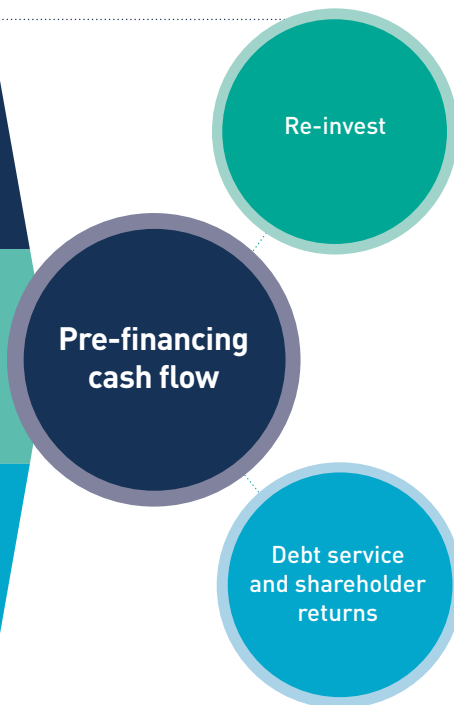 Re-invest
Pre-financing
cash flow
Debt service
and shareholder
returns